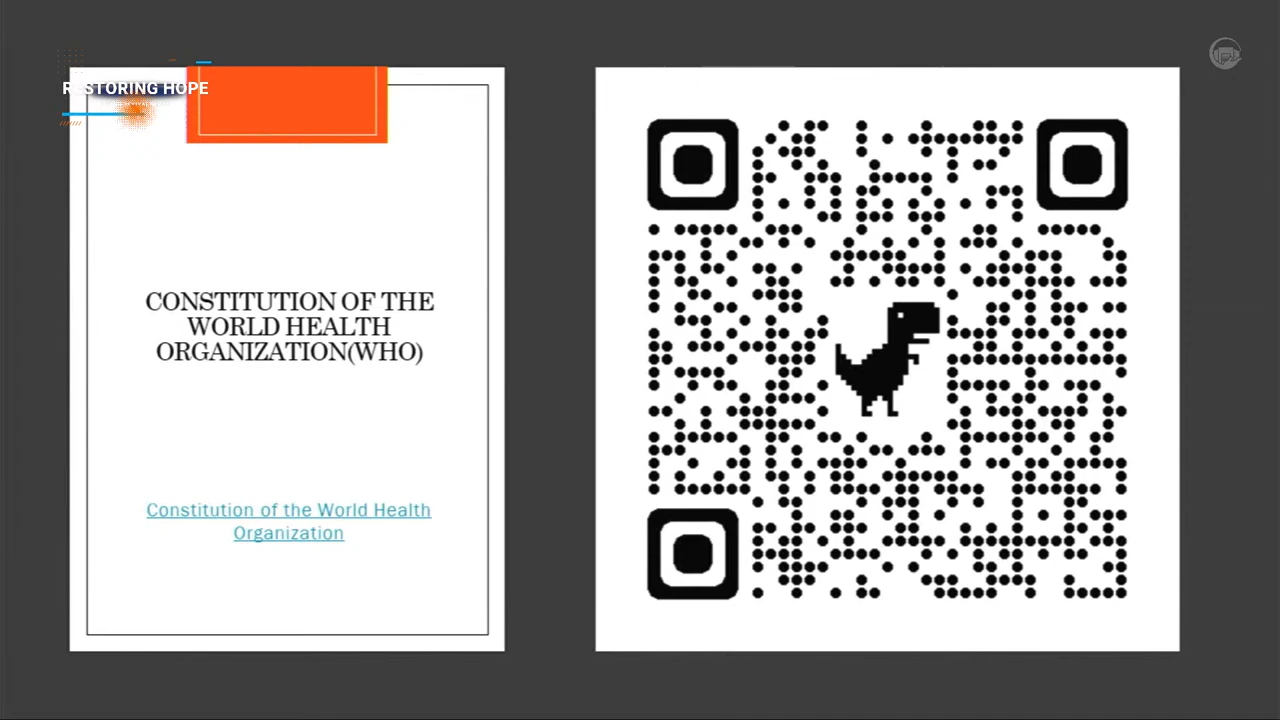 RESTORING HOPE
CONSTITUTION OF THE
WORLD HEALTH
ORGANIZATION(WHO)
Constitution of the World Health
Organization